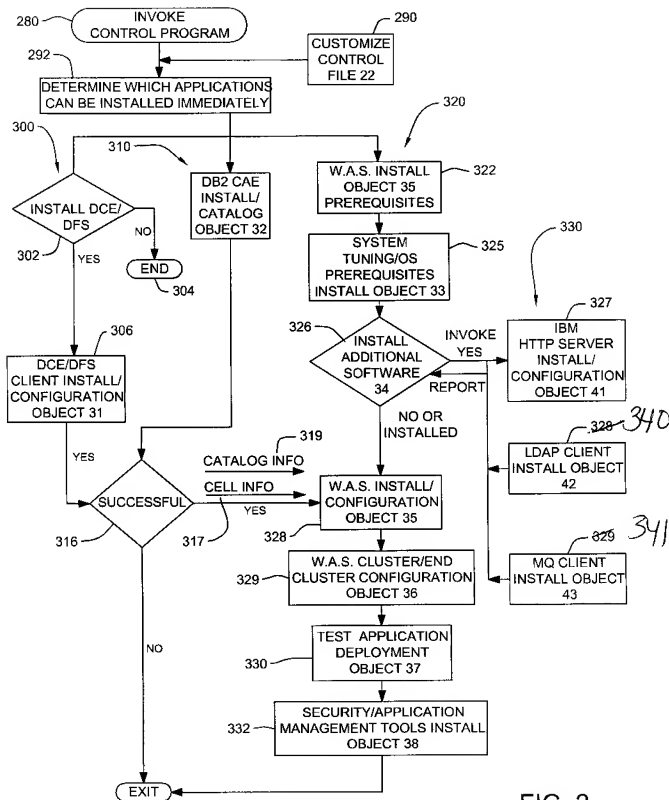 280
INVOKE
CONTROL PROGRAM
290
CUSTOMIZE
CONTROL
FILE 22
292
DETERMINE WHICH APPLICATIONS
CAN BE INSTALLED IMMEDIATELY
300
310
320
INSTALL DCE/
DFS
302
NO
END
304
YES
DB2 CAE
INSTALL/
CATALOG
OBJECT 32
W.A.S. INSTALL
OBJECT 35
PREREQUISITES
322
SYSTEM
TUNING/OS
PREREQUISITES
INSTALL OBJECT 33
325
330
326
INSTALL
ADDITIONAL
SOFTWARE
34
INVOKE
YES
REPORT
327
IBM
HTTP SERVER
INSTALL/
CONFIGURATION
OBJECT 41
306
DCE/DFS
CLIENT INSTALL/
CONFIGURATION
OBJECT 31
YES
NO OR
INSTALLED
328 340
LDAP CLIENT
INSTALL OBJECT
42
319
CATALOG INFO
CELL INFO
317
YES
SUCCESSFUL
316
W.A.S. INSTALL/
CONFIGURATION
OBJECT 35
328
329 341
MQ CLIENT
INSTALL OBJECT
43
W.A.S. CLUSTER/END
CLUSTER CONFIGURATION
OBJECT 36
329
NO
TEST APPLICATION
DEPLOYMENT
OBJECT 37
330
SECURITY/APPLICATION
MANAGEMENT TOOLS INSTALL
OBJECT 38
332
EXIT